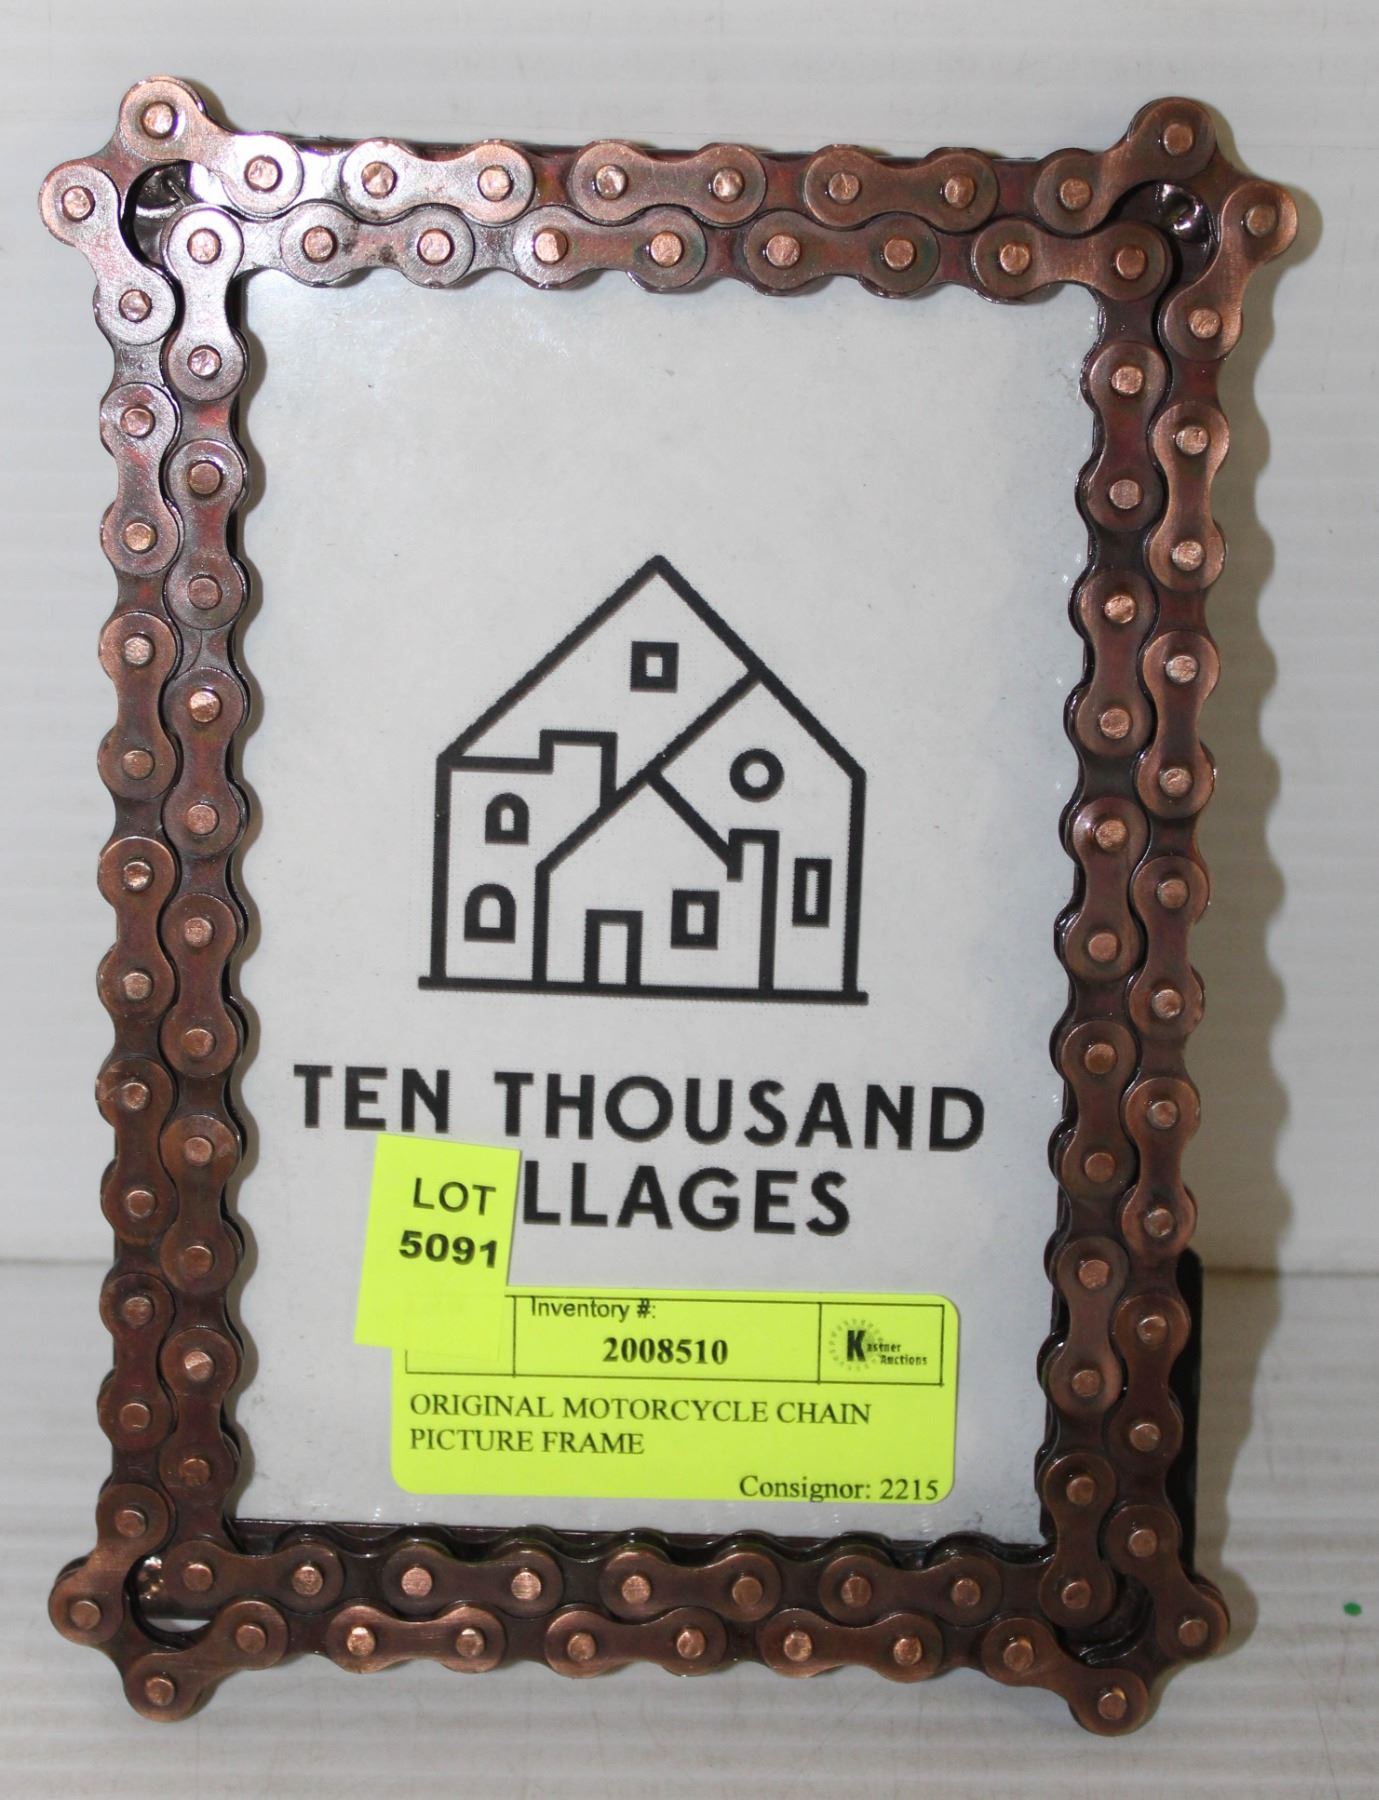 TEN THOUSAND
LLAGES
LOT
5091
Inventory #:
2008510
Kastner
Auctions
ORIGINAL MOTORCYCLE CHAIN
PICTURE FRAME
Consignor: 2215